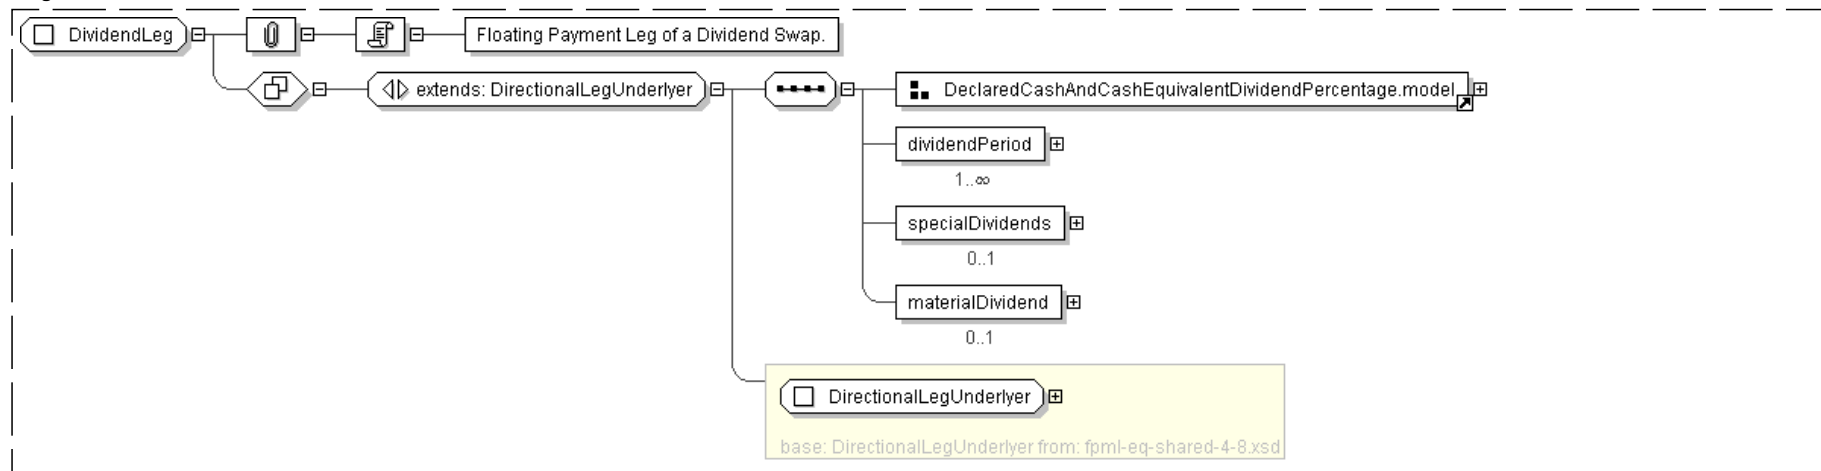 DividendLeg
Floating Payment Leg of a Dividend Swap.
extends: DirectionalLegUnderlyer
DeclaredCashAndCashEquivalentDividendPercentage.model
dividendPeriod
1..∞
specialDividends
0..1
materialDividend
0..1
DirectionalLegUnderlyer
base: DirectionalLegUnderlyer from: fpml-eq-shared-4-8.xsd